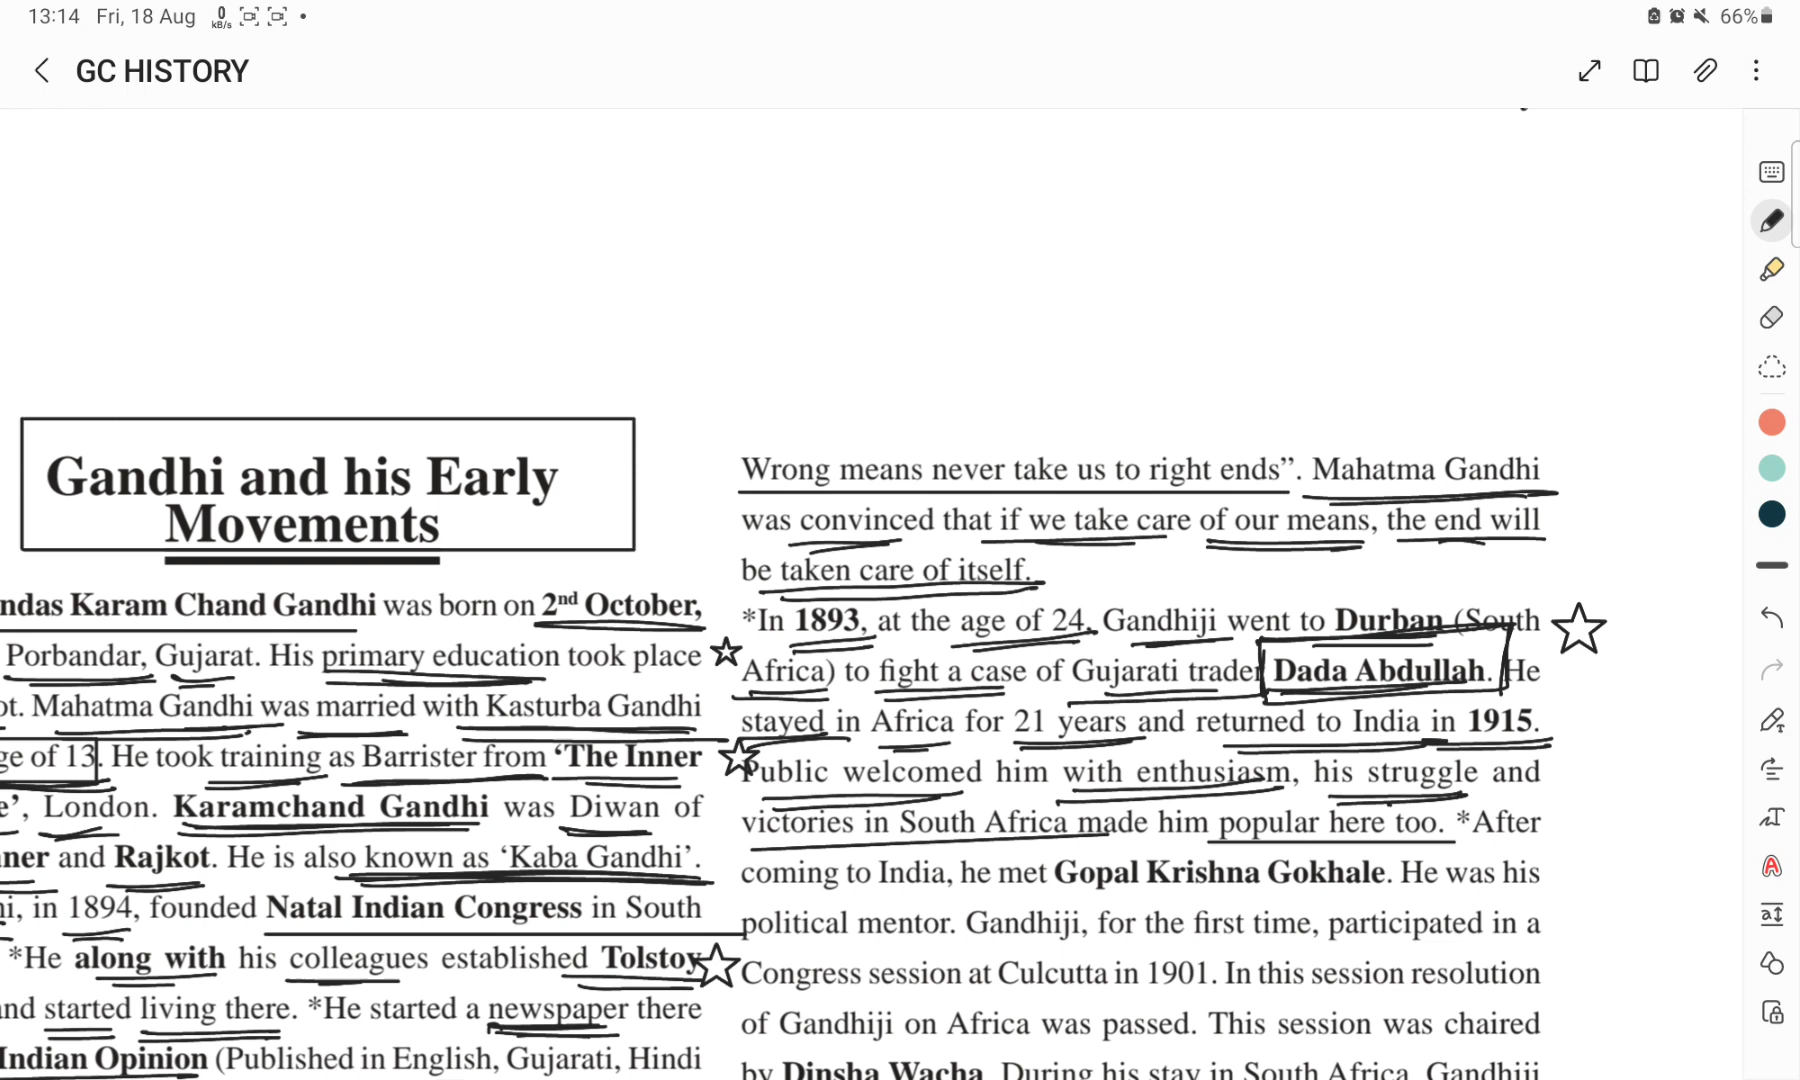 13:14 Fri, 18 Aug 0 kB/s 66%
GC HISTORY
Gandhi and his Early
Movements
ndas Karam Chand Gandhi was born on 2nd October,
Porbandar, Gujarat. His primary education took place
ot. Mahatma Gandhi was married with Kasturba Gandhi
ge of 13. He took training as Barrister from ‘The Inner
e’, London. Karamchand Gandhi was Diwan of
nner and Rajkot. He is also known as ‘Kaba Gandhi’.
hi, in 1894, founded Natal Indian Congress in South
*He along with his colleagues established Tolstoy
and started living there. *He started a newspaper there
Indian Opinion (Published in English, Gujarati, Hindi
Wrong means never take us to right ends”. Mahatma Gandhi
was convinced that if we take care of our means, the end will
be taken care of itself.
*In 1893, at the age of 24, Gandhiji went to Durban (South
Africa) to fight a case of Gujarati trader Dada Abdullah. He
stayed in Africa for 21 years and returned to India in 1915.
Public welcomed him with enthusiasm, his struggle and
victories in South Africa made him popular here too. *After
coming to India, he met Gopal Krishna Gokhale. He was his
political mentor. Gandhiji, for the first time, participated in a
Congress session at Culcutta in 1901. In this session resolution
of Gandhiji on Africa was passed. This session was chaired
by Dinsha Wacha. During his stay in South Africa, Gandhiji